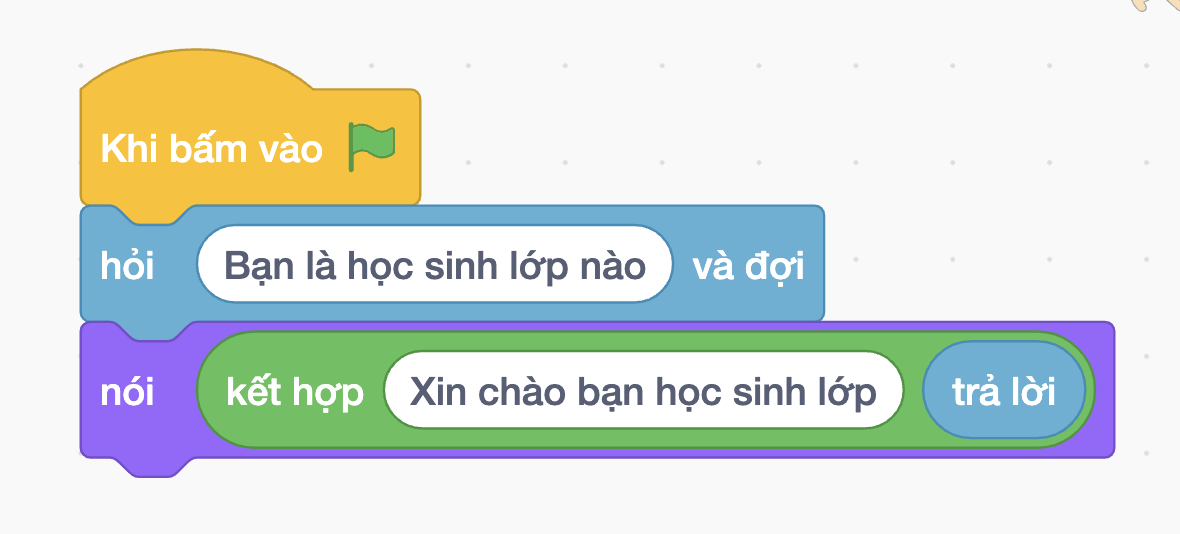 Khi bấm vào
hỏi Bạn là học sinh lớp nào và đợi
nói kết hợp Xin chào bạn học sinh lớp trả lời